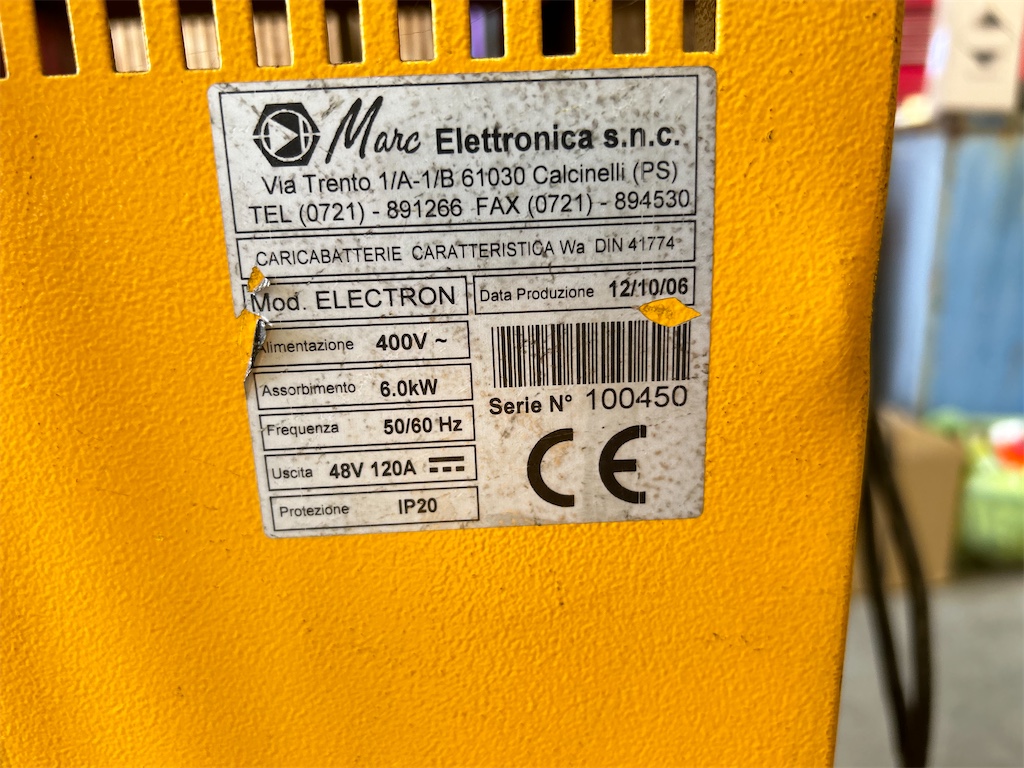 Marc Elettronica s.n.c.
Via Trento 1/A-1/B 61030 Calcinelli (PS)
TEL (0721) - 891266 FAX (0721) - 894530
CARICABATTERIE CARATTERISTICA Wa DIN 41774
Mod. ELECTRON
Data Produzione 12/10/06
Alimentazione 400V ~
Assorbimento 6.0kW
Frequenza 50/60 Hz
Uscita 48V 120A
Protezione IP20
Serie N° 100450
CE